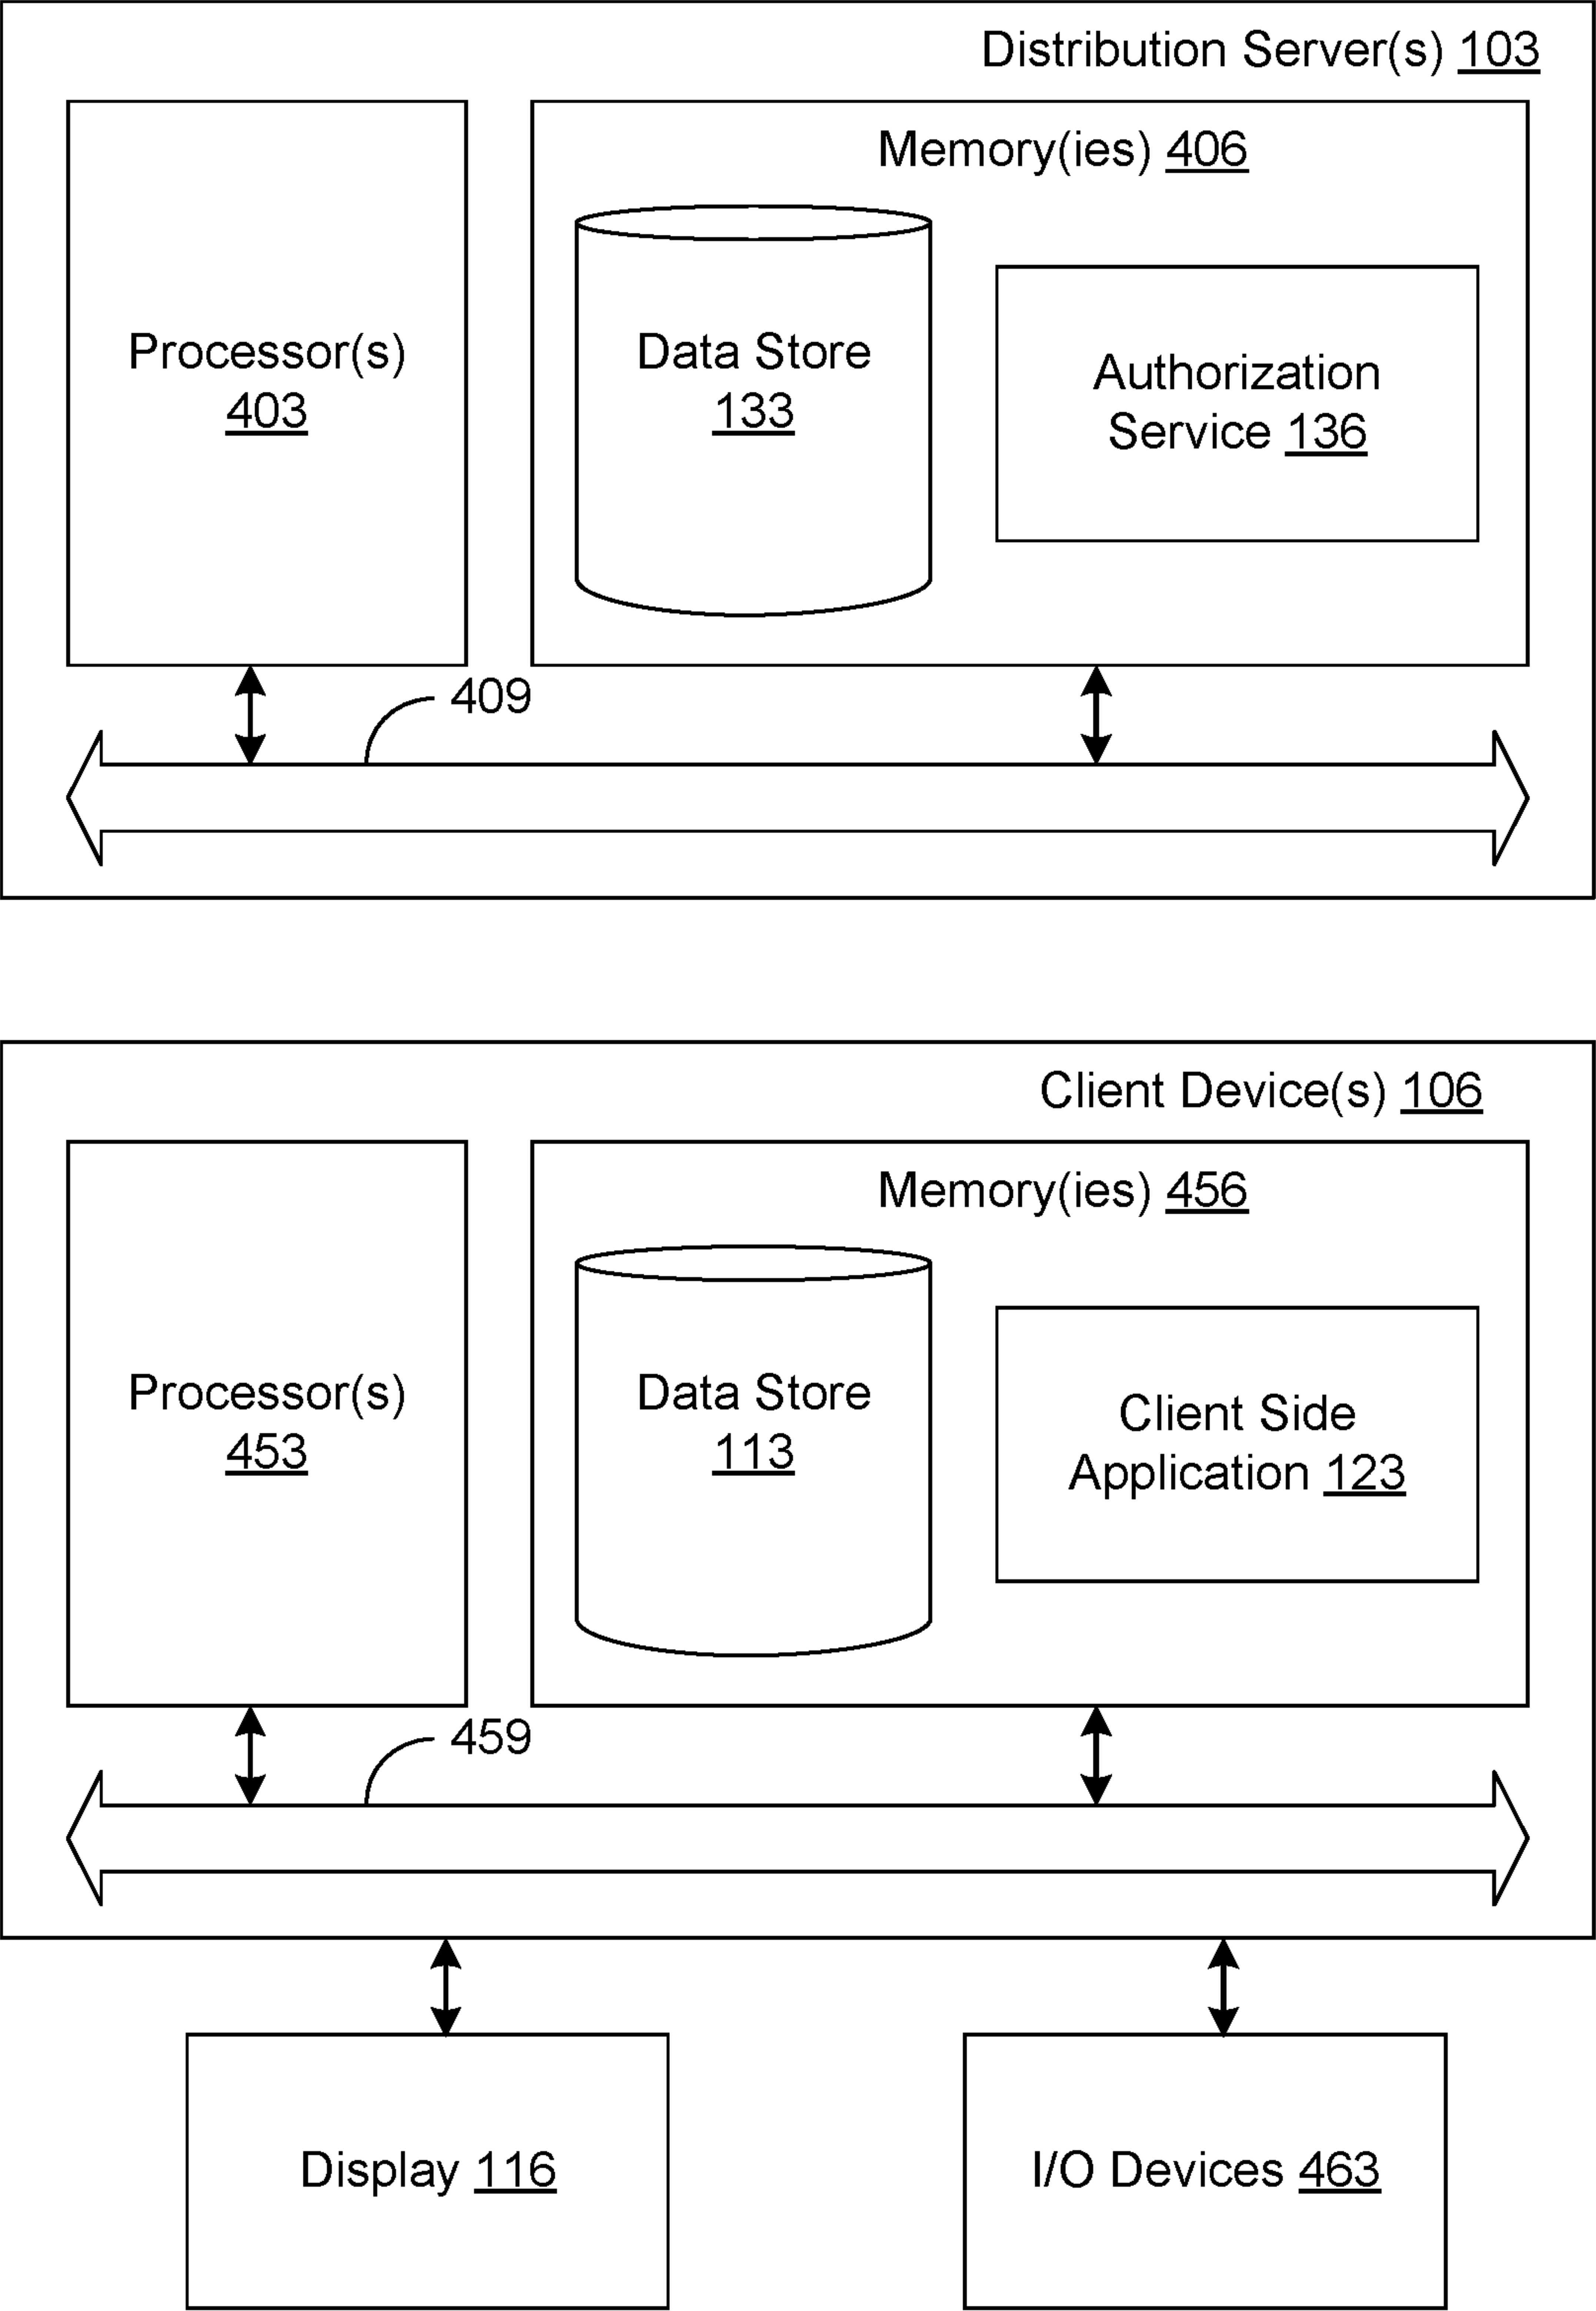 Distribution Server(s) 103
Memory(ies) 406
Processor(s)
403
Data Store
133
Authorization
Service 136
409
Client Device(s) 106
Memory(ies) 456
Processor(s)
453
Data Store
113
Client Side
Application 123
459
Display 116
I/O Devices 463